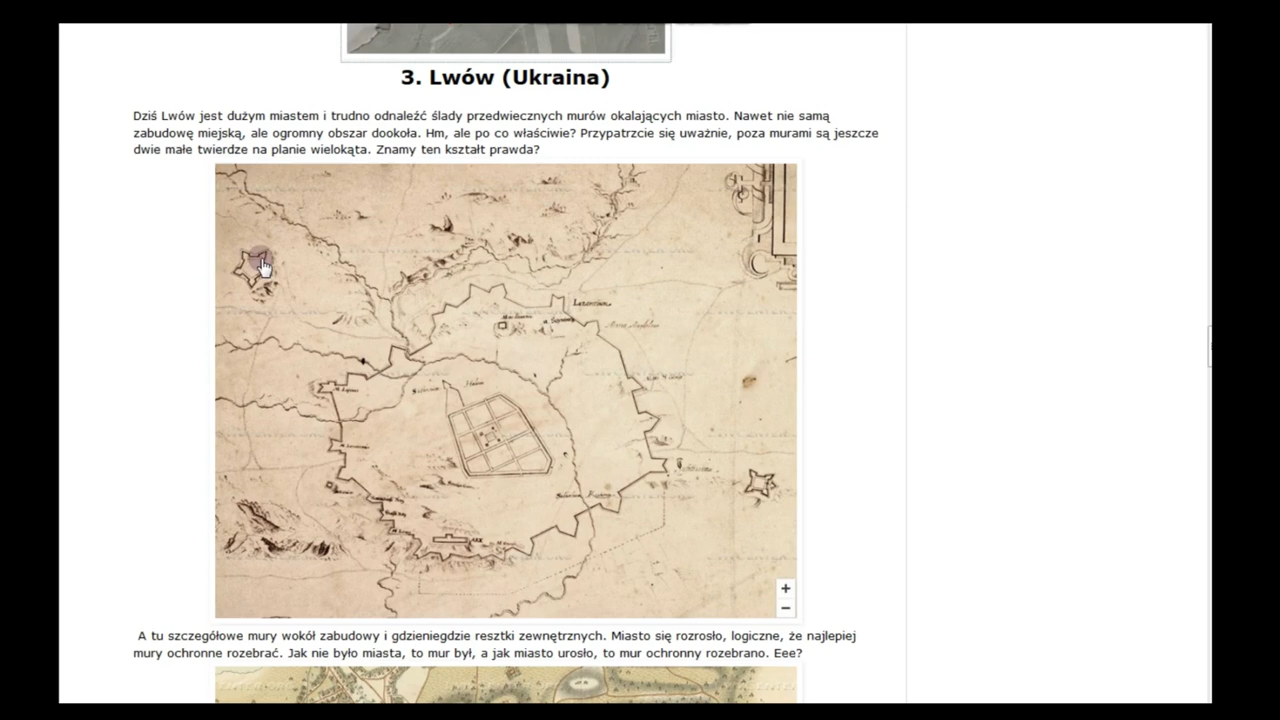 3. Lwów (Ukraina)
Dziś Lwów jest dużym miastem i trudno odnaleźć ślady przedwiecznych murów okalających miasto. Nawet nie samą
zabudowę miejską, ale ogromny obszar dookoła. Hm, ale po co właściwie? Przypatrzcie się uważnie, poza murami są jeszcze
dwie małe twierdze na planie wielokąta. Znamy ten kształt prawda?
+
−
A tu szczegółowe mury wokół zabudowy i gdzieniegdzie resztki zewnętrznych. Miasto się rozrosło, logiczne, że najlepiej
mury ochronne rozebrać. Jak nie było miasta, to mur był, a jak miasto urosło, to mur ochronny rozebrano. Eee?